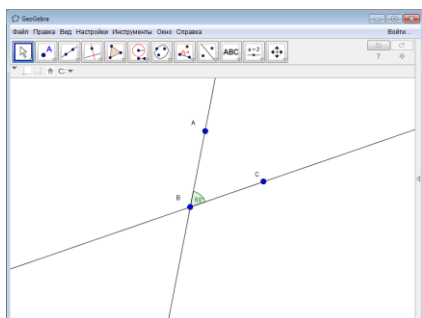 GeoGebra
Файл Правка Вид Настройки Инструменты Окно Справка
Войти...
ABC a=2
A
C
B